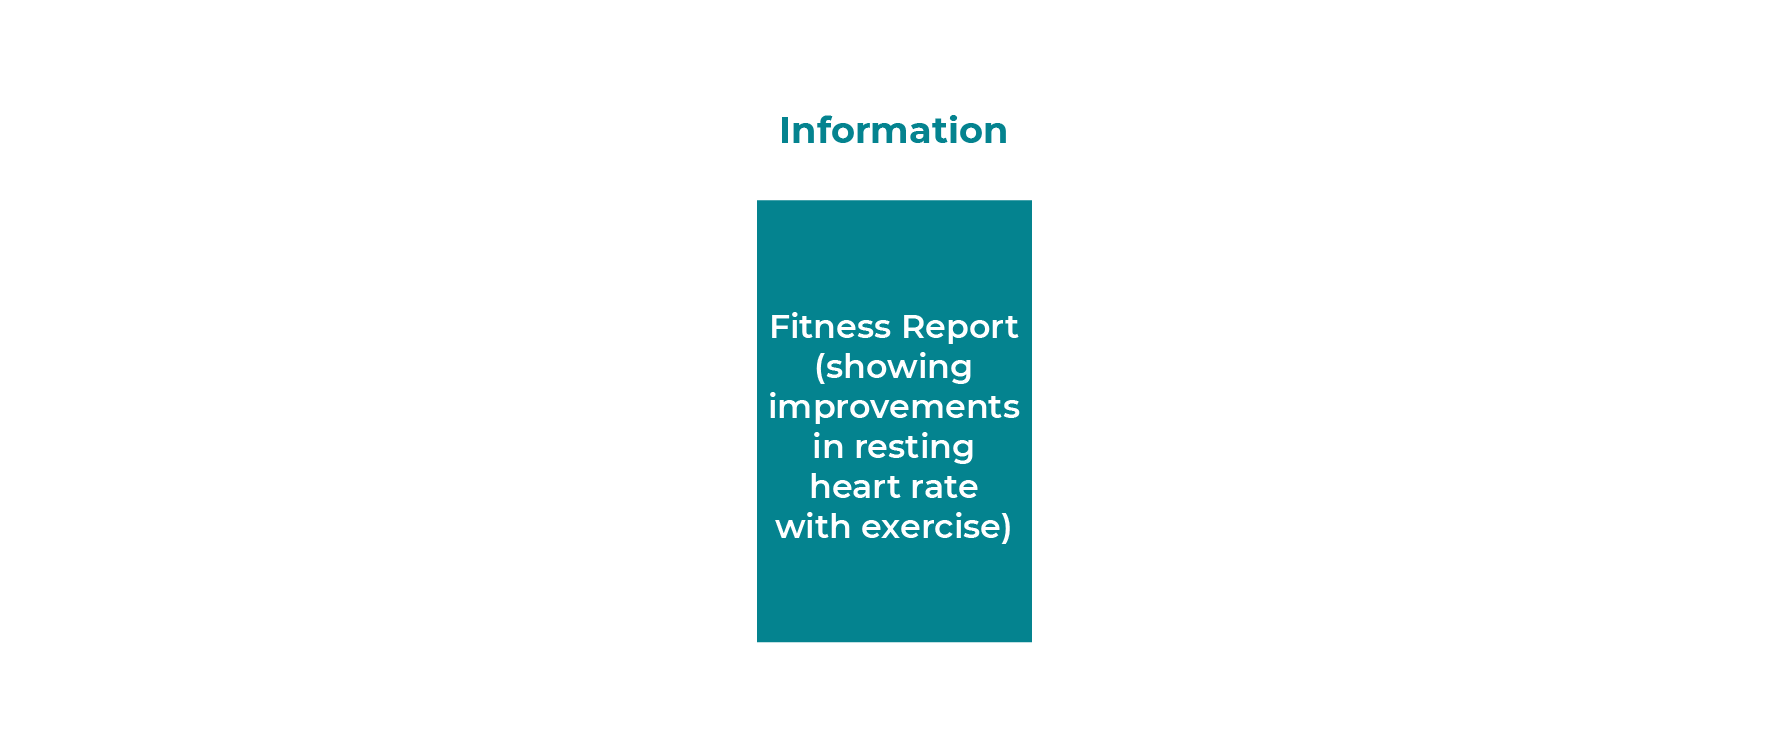 Information
Fitness Report
(showing
improvements
in resting
heart rate
with exercise)